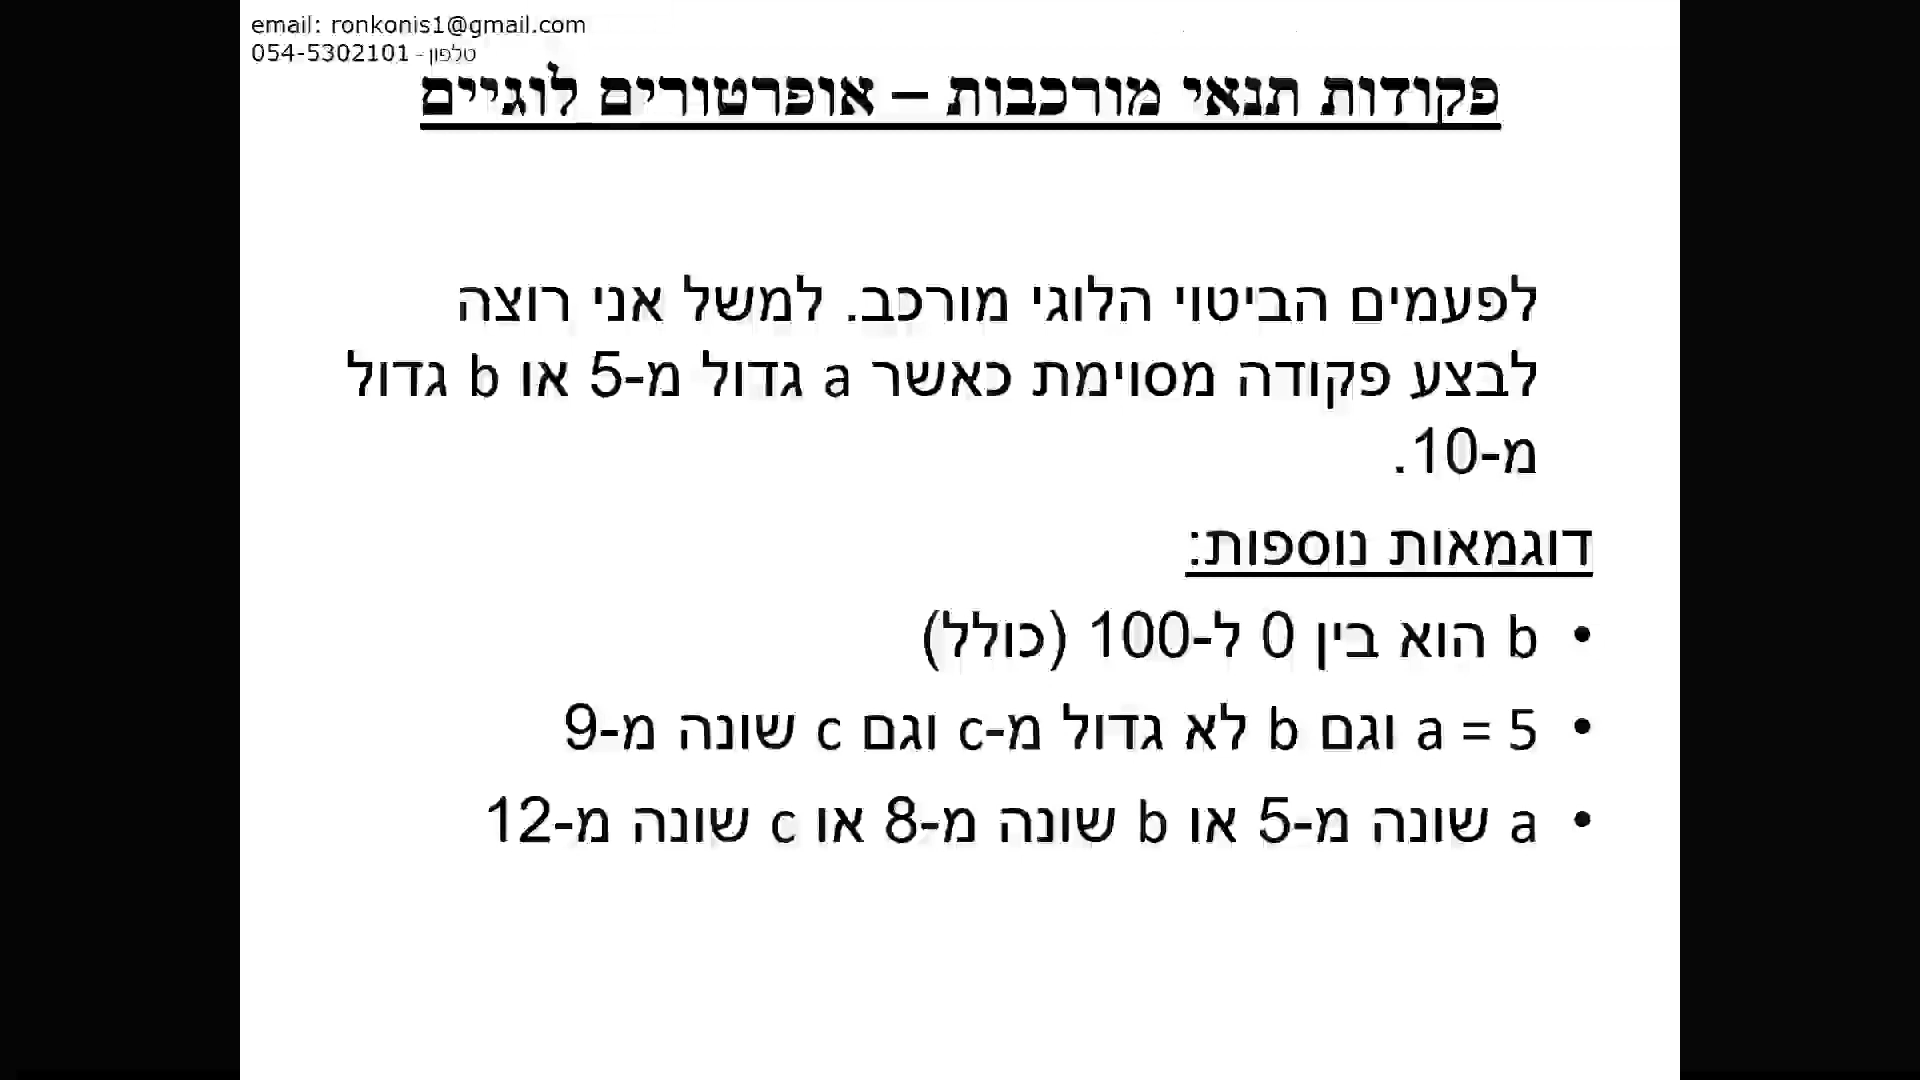 email: ronkonis1@gmail.com
טלפון - 054-5302101
פקודות תנאי מורכבות – אופרטורים לוגיים
לפעמים הביטוי הלוגי מורכב. למשל אני רוצה
לבצע פקודה מסוימת כאשר a גדול מ-5 או b גדול
מ-10.
דוגמאות נוספות:
• b הוא בין 0 ל-100 (כולל)
• a = 5 וגם b לא גדול מ-c וגם c שונה מ-9
• a שונה מ-5 או b שונה מ-8 או c שונה מ-12